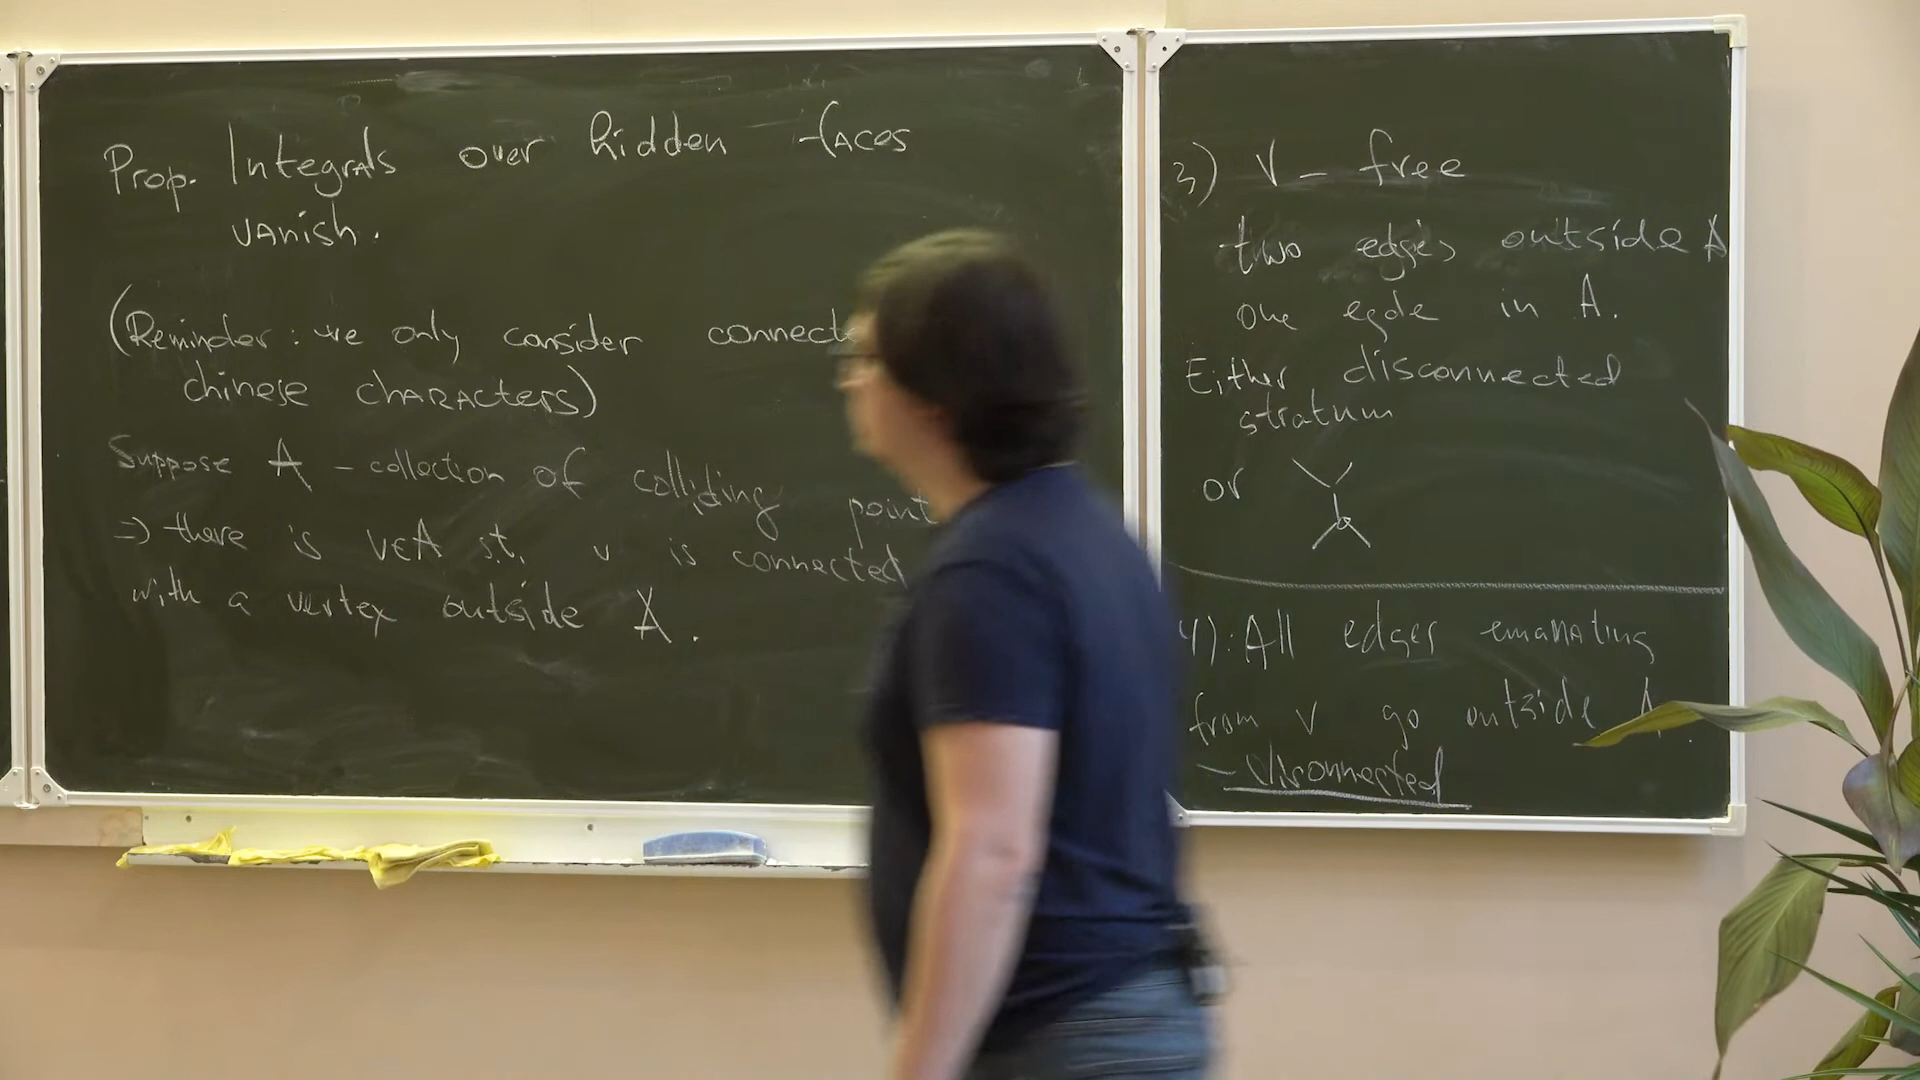 Prop. Integrals over hidden faces
vanish.
(Reminder: we only consider connecte
chinese characters)
Suppose A - collection of colliding point
=> there is v∈A s.t. v is connected
with a vertex outside A.
3) V - free
two edges outside A
one egde in A.
Either disconnected
stratum
or
4): All edges emanating
from v go outside A.
- Disconnected